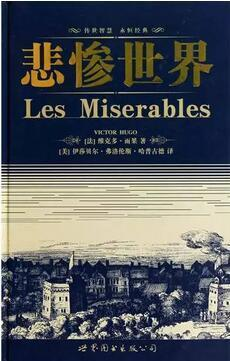 传世智慧 永恒经典
悲惨世界
Les Miserables
VICTOR HUGO
[法] 维克多·雨果 著
[美] 伊莎贝尔·弗洛伦斯·哈普古德 译
世界图书出版公司